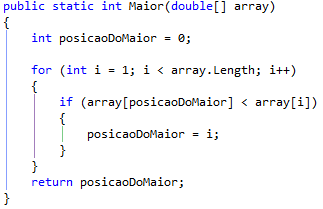 public static int Maior(double[] array)
{
    int posicaoDoMaior = 0;

    for (int i = 1; i < array.Length; i++)
    {
        if (array[posicaoDoMaior] < array[i])
        {
            posicaoDoMaior = i;
        }
    }
    return posicaoDoMaior;
}